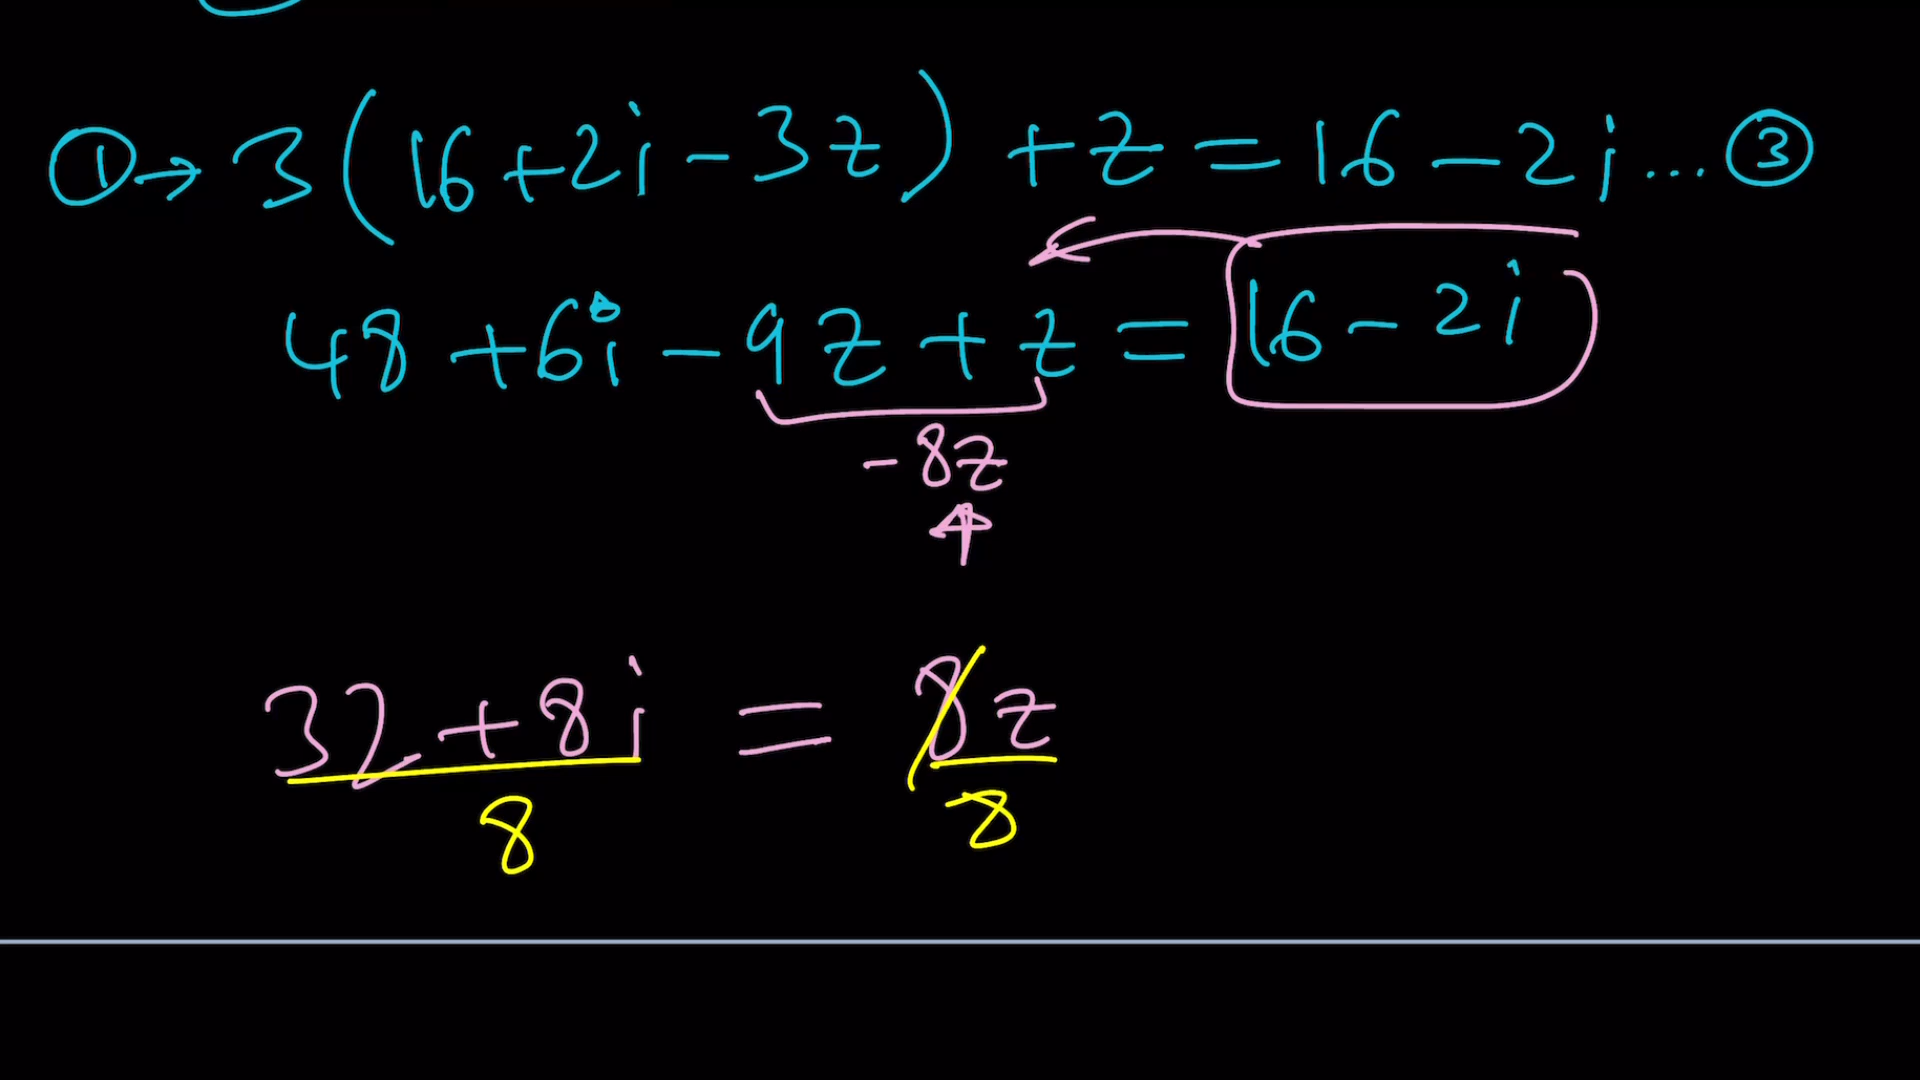 ① → 3(16+2i-3z) + z = 16 - 2i ... ③
48 + 6i - 9z + z = 16 - 2i
-8z
32 + 8i = 8z
8 8